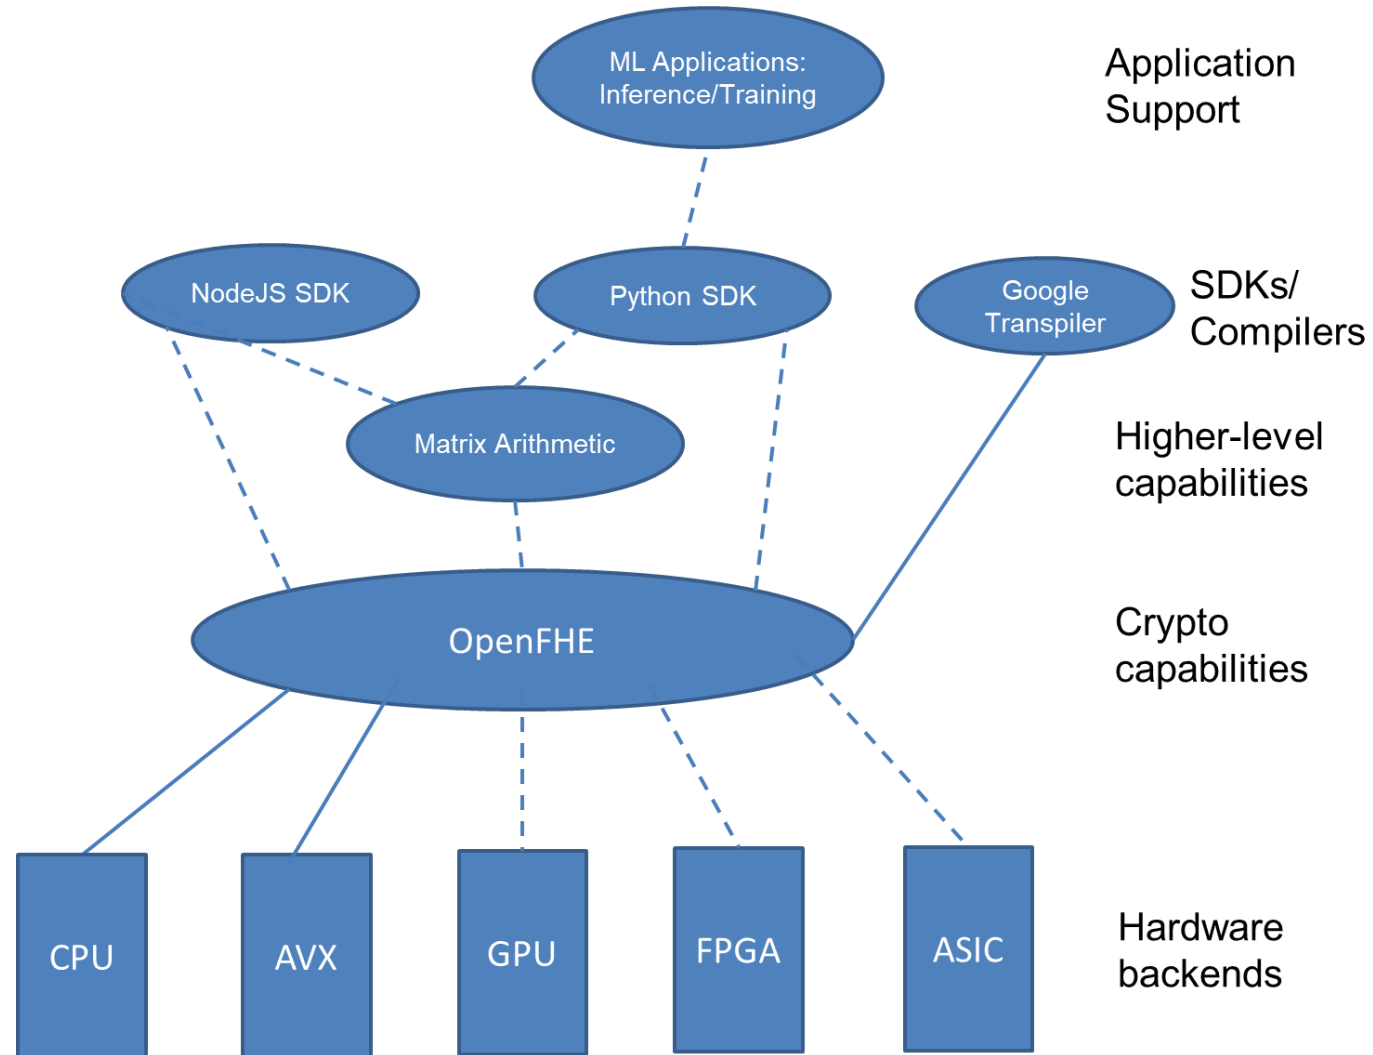 ML Applications:
Inference/Training
Application
Support
NodeJS SDK
Python SDK
Google
Transpiler
SDKs/
Compilers
Matrix Arithmetic
Higher-level
capabilities
OpenFHE
Crypto
capabilities
CPU
AVX
GPU
FPGA
ASIC
Hardware
backends